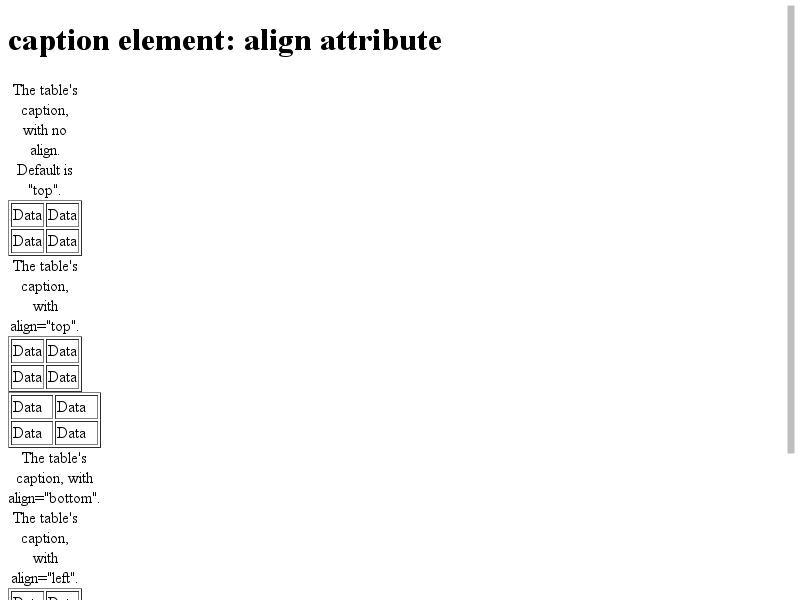 caption element: align attribute
The table's
caption,
with no
align.
Default is
"top".
Data Data
Data Data
The table's
caption,
with
align="top".
Data Data
Data Data
Data Data
Data Data
The table's
caption, with
align="bottom".
The table's
caption,
with
align="left".
Data Data